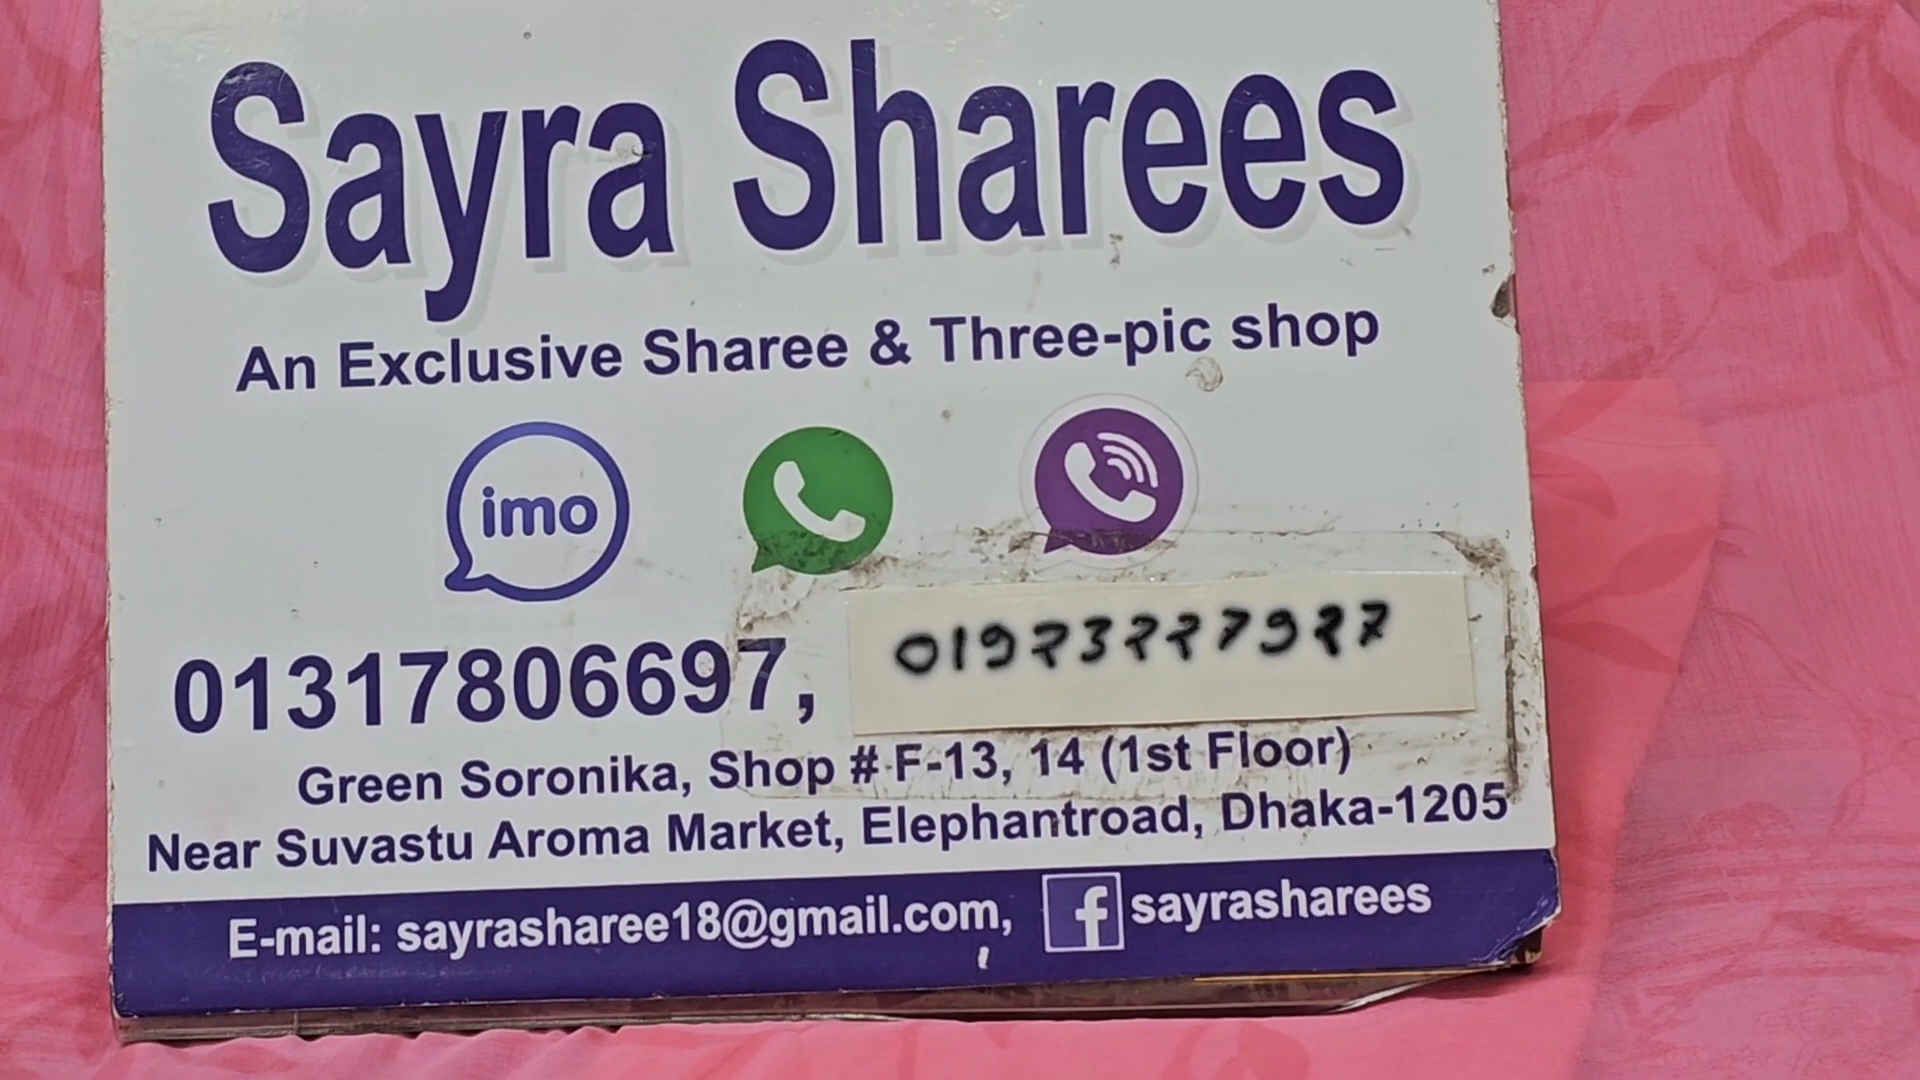 Sayra Sharees
An Exclusive Sharee & Three-pic shop
imo
01317806697,
Green Soronika, Shop # F-13, 14 (1st Floor)
Near Suvastu Aroma Market, Elephantroad, Dhaka-1205
E-mail: sayrasharee18@gmail.com, f sayrasharees